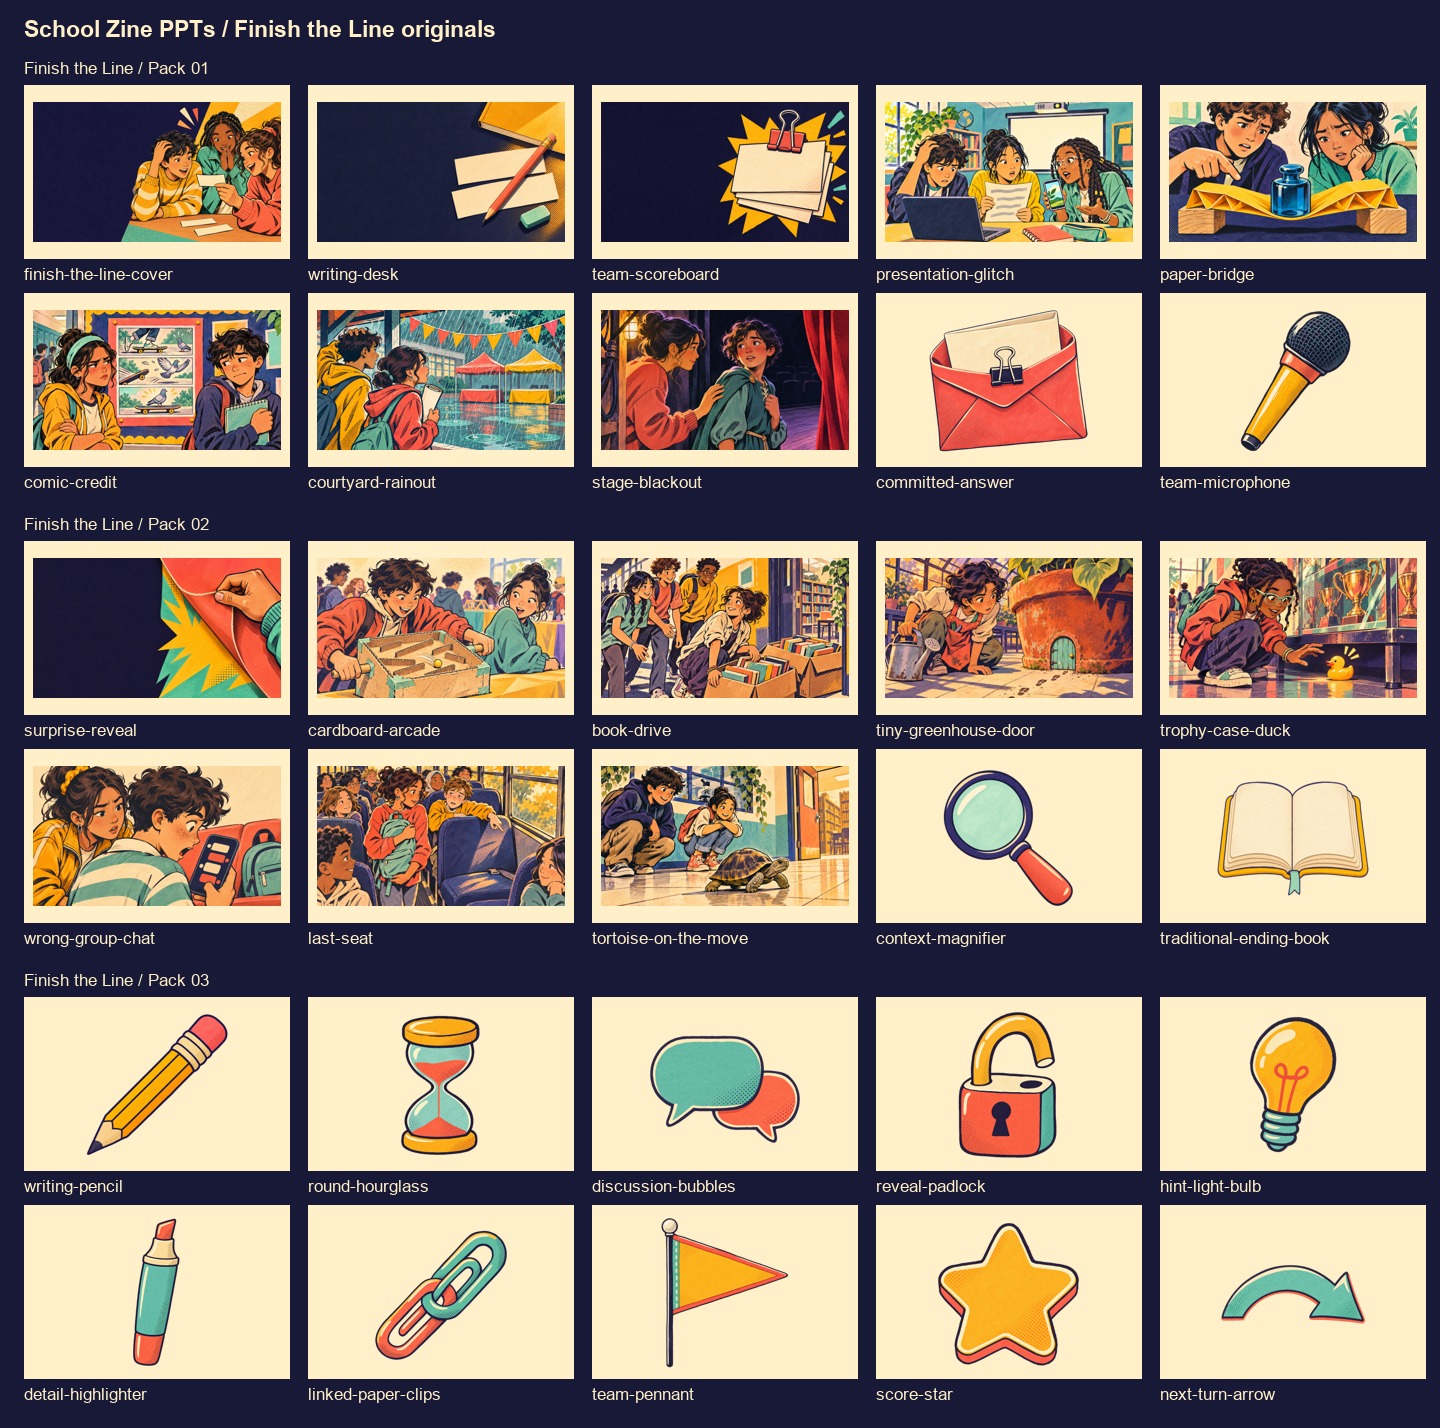 School Zine PPTs / Finish the Line originals
Finish the Line / Pack 01
finish-the-line-cover
writing-desk
team-scoreboard
presentation-glitch
paper-bridge
comic-credit
courtyard-rainout
stage-blackout
committed-answer
team-microphone
Finish the Line / Pack 02
surprise-reveal
cardboard-arcade
book-drive
tiny-greenhouse-door
trophy-case-duck
wrong-group-chat
last-seat
tortoise-on-the-move
context-magnifier
traditional-ending-book
Finish the Line / Pack 03
writing-pencil
round-hourglass
discussion-bubbles
reveal-padlock
hint-light-bulb
detail-highlighter
linked-paper-clips
team-pennant
score-star
next-turn-arrow